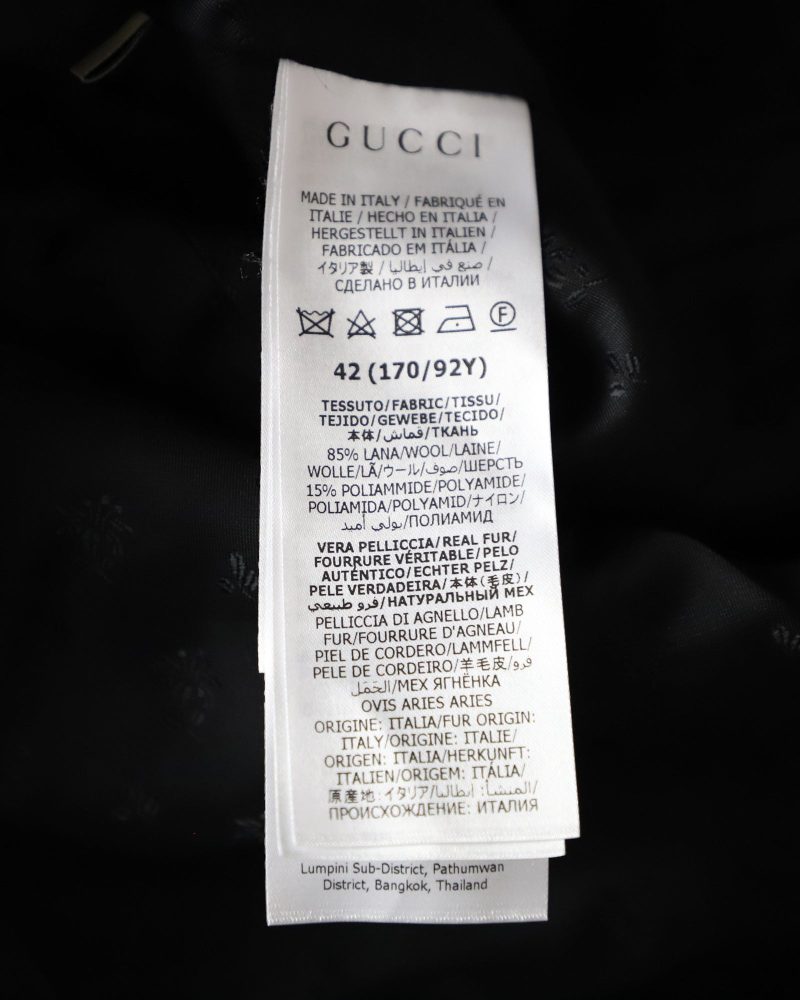 GUCCI
MADE IN ITALY / FABRIQUÉ EN
ITALIE / HECHO EN ITALIA /
HERGESTELLT IN ITALIEN /
FABRICADO EM ITÁLIA /
イタリア製 / صنع في إيطاليا /
СДЕЛАНО В ИТАЛИИ
F
42 (170/92Y)
TESSUTO/FABRIC/TISSU/
TEJIDO/GEWEBE/TECIDO/
本体/قماش/ТКАНЬ
85% LANA/WOOL/LAINE/
WOLLE/LÃ/ウール/صوف/ШЕРСТЬ
15% POLIAMMIDE/POLYAMIDE/
POLIAMIDA/POLYAMID/ナイロン/
بولي أميد/ПОЛИАМИД
VERA PELLICCIA/REAL FUR/
FOURRURE VÉRITABLE/PELO
AUTÉNTICO/ECHTER PELZ/
PELE VERDADEIRA/本体(毛皮)/
فرو طبيعي/НАТУРАЛЬНЫЙ МЕХ
PELLICCIA DI AGNELLO/LAMB
FUR/FOURRURE D'AGNEAU/
PIEL DE CORDERO/LAMMFELL/
PELE DE CORDEIRO/羊毛皮/فرو
الحَمَل/МЕХ ЯГНЁНКА
OVIS ARIES ARIES
ORIGINE: ITALIA/FUR ORIGIN:
ITALY/ORIGINE: ITALIE/
ORIGEN: ITALIA/HERKUNFT:
ITALIEN/ORIGEM: ITÁLIA/
原産地: イタリア/المنشأ: إيطاليا/
ПРОИСХОЖДЕНИЕ: ИТАЛИЯ
Lumpini Sub-District, Pathumwan
District, Bangkok, Thailand